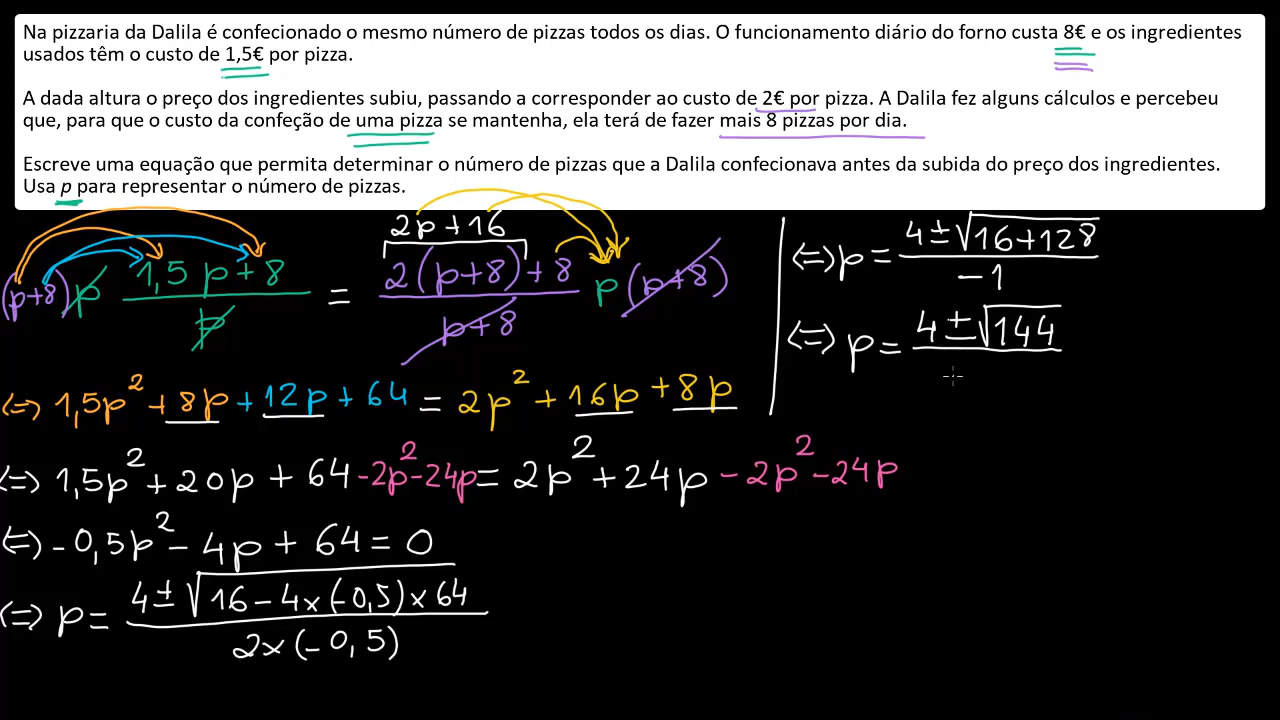 Na pizzaria da Dalila é confecionado o mesmo número de pizzas todos os dias. O funcionamento diário do forno custa 8€ e os ingredientes
usados têm o custo de 1,5€ por pizza.
A dada altura o preço dos ingredientes subiu, passando a corresponder ao custo de 2€ por pizza. A Dalila fez alguns cálculos e percebeu
que, para que o custo da confeção de uma pizza se mantenha, ela terá de fazer mais 8 pizzas por dia.
Escreve uma equação que permita determinar o número de pizzas que a Dalila confecionava antes da subida do preço dos ingredientes.
Usa p para representar o número de pizzas.
2p+16
(p+8)p 1,5p+8 = 2(p+8)+8 p(p+8)
p p+8
⇔ 1,5p²+8p+12p+64 = 2p²+16p+8p
⇔ 1,5p²+20p+64-2p²-24p = 2p²+24p-2p²-24p
⇔ -0,5p²-4p+64=0
⇔ p= 4±√16-4×(-0,5)×64
2×(-0,5)
⇔ p= 4±√16+128
-1
⇔ p= 4±√144